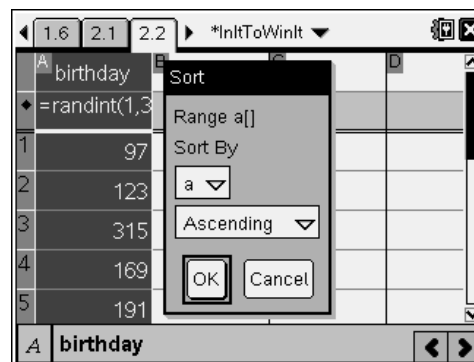 1.6 2.1 2.2 *InItToWinIt
A birthday B D
=randint(1,3
Sort
Range a[]
Sort By
a
Ascending
OK Cancel
1 97
2 123
3 315
4 169
5 191
A birthday